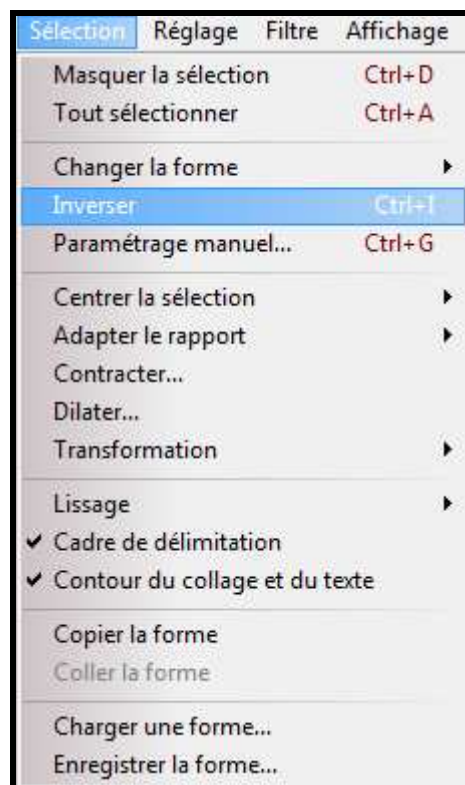 Sélection Réglage Filtre Affichage
Masquer la sélection Ctrl+D
Tout sélectionner Ctrl+A
Changer la forme
Inverser Ctrl+I
Paramétrage manuel... Ctrl+G
Centrer la sélection
Adapter le rapport
Contracter...
Dilater...
Transformation
Lissage
Cadre de délimitation
Contour du collage et du texte
Copier la forme
Coller la forme
Charger une forme...
Enregistrer la forme...